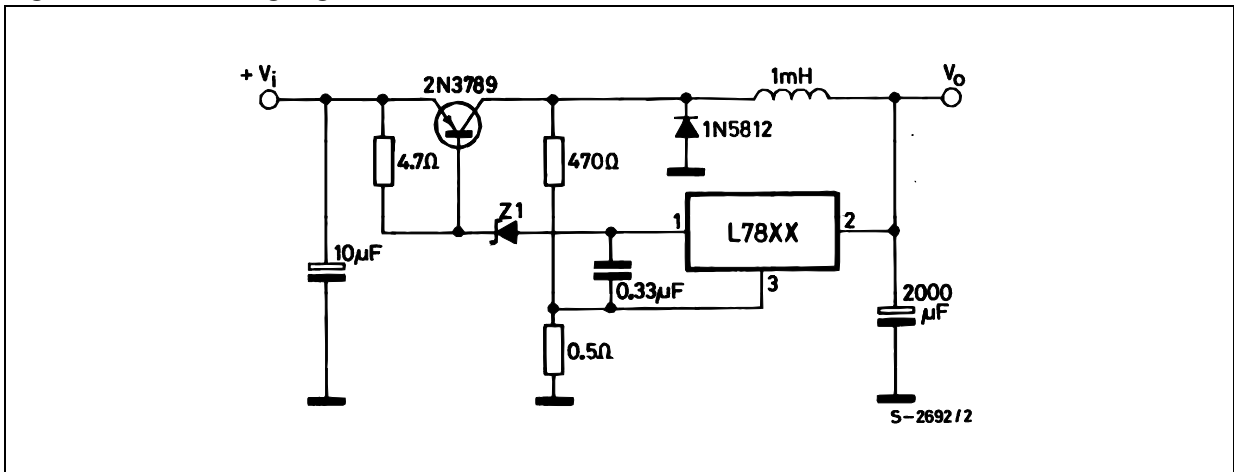 + Vi
2N3789
1mH
Vo
4.7Ω
470Ω
1N5812
Z1
1
L78XX
2
10µF
0.33µF
3
2000
µF
0.5Ω
S-2692/2